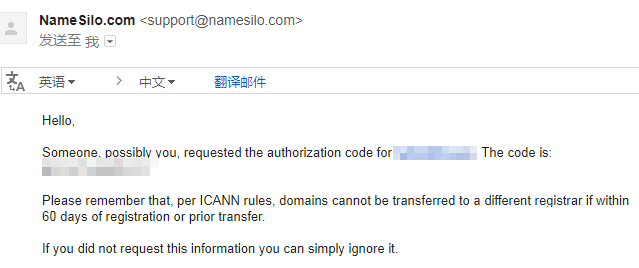 NameSilo.com <support@namesilo.com>
发送至 我
英语 中文 翻译邮件
Hello,
Someone, possibly you, requested the authorization code for The code is:
Please remember that, per ICANN rules, domains cannot be transferred to a different registrar if within
60 days of registration or prior transfer.
If you did not request this information you can simply ignore it.